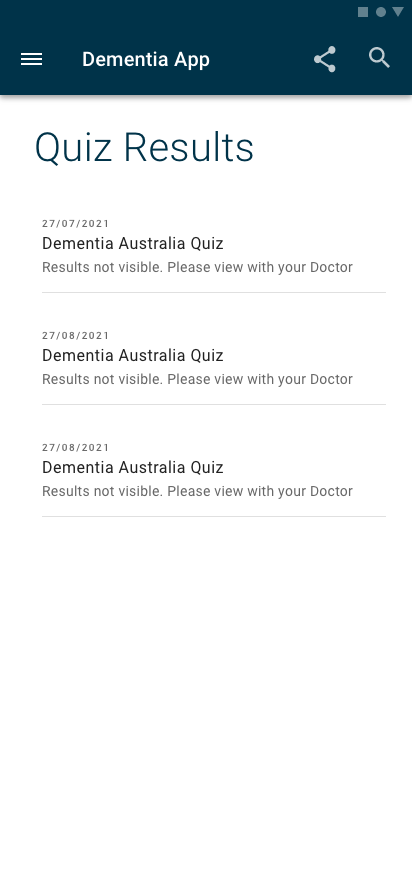 Dementia App
Quiz Results
27/07/2021
Dementia Australia Quiz
Results not visible. Please view with your Doctor
27/08/2021
Dementia Australia Quiz
Results not visible. Please view with your Doctor
27/08/2021
Dementia Australia Quiz
Results not visible. Please view with your Doctor